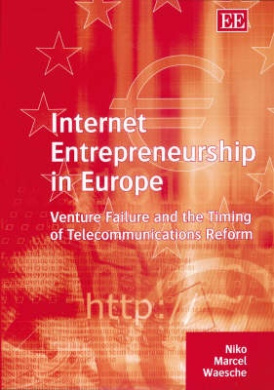 EE
Internet
Entrepreneurship
in Europe
Venture Failure and the Timing
of Telecommunications Reform
http:/
Niko
Marcel
Waesche